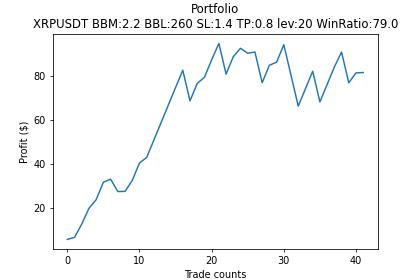 Portfolio
XRPUSDT BBM:2.2 BBL:260 SL:1.4 TP:0.8 lev:20 WinRatio:79.0
80
60
40
20
Profit ($)
0 10 20 30 40
Trade counts